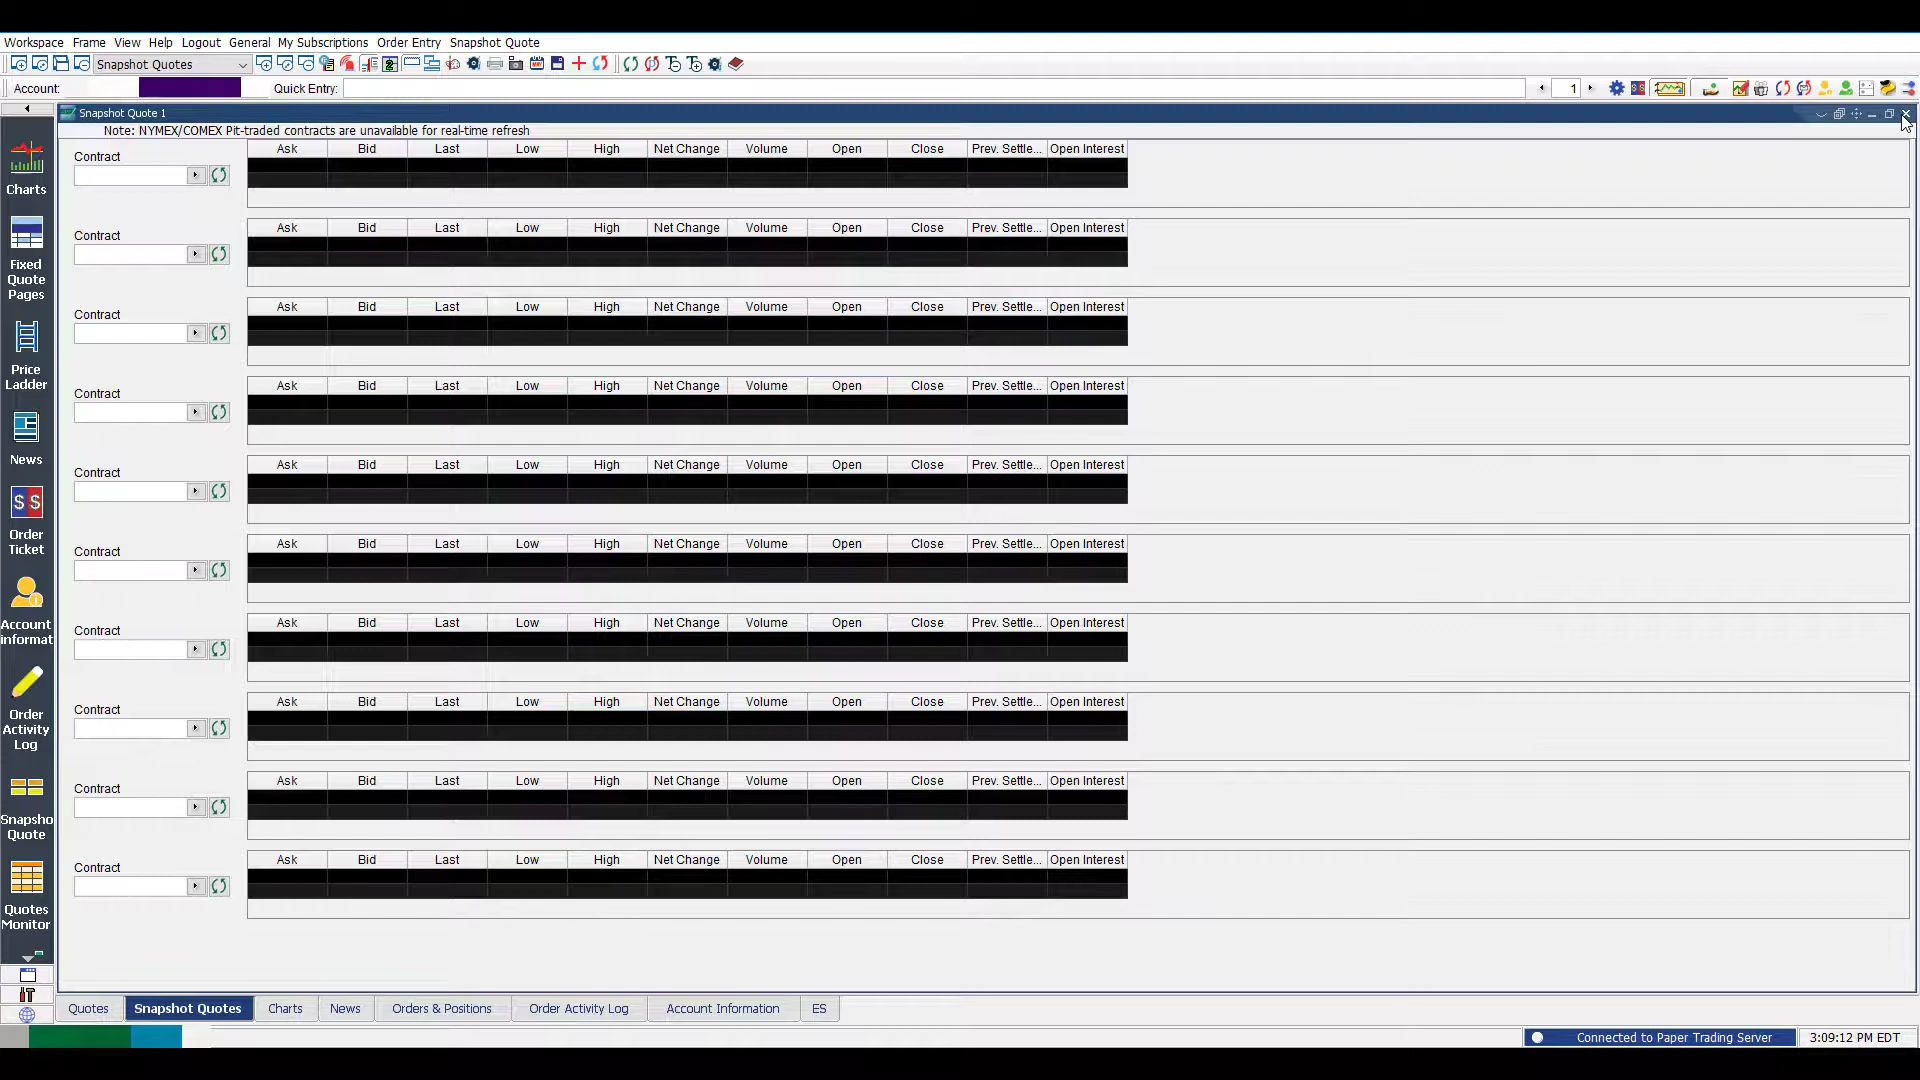 Workspace Frame View Help Logout General My Subscriptions Order Entry Snapshot Quote
Snapshot Quotes
Account: Quick Entry: 1
Snapshot Quote 1
Note: NYMEX/COMEX Pit-traded contracts are unavailable for real-time refresh
Charts
Fixed
Quote
Pages
Price
Ladder
News
$ $
Order
Ticket
Account
informat
Order
Activity
Log
Snapsho
Quote
Quotes
Monitor
Contract
Ask Bid Last Low High Net Change Volume Open Close Prev. Settle... Open Interest
Contract
Ask Bid Last Low High Net Change Volume Open Close Prev. Settle... Open Interest
Contract
Ask Bid Last Low High Net Change Volume Open Close Prev. Settle... Open Interest
Contract
Ask Bid Last Low High Net Change Volume Open Close Prev. Settle... Open Interest
Contract
Ask Bid Last Low High Net Change Volume Open Close Prev. Settle... Open Interest
Contract
Ask Bid Last Low High Net Change Volume Open Close Prev. Settle... Open Interest
Contract
Ask Bid Last Low High Net Change Volume Open Close Prev. Settle... Open Interest
Contract
Ask Bid Last Low High Net Change Volume Open Close Prev. Settle... Open Interest
Contract
Ask Bid Last Low High Net Change Volume Open Close Prev. Settle... Open Interest
Contract
Ask Bid Last Low High Net Change Volume Open Close Prev. Settle... Open Interest
Quotes Snapshot Quotes Charts News Orders & Positions Order Activity Log Account Information ES
Connected to Paper Trading Server 3:09:12 PM EDT